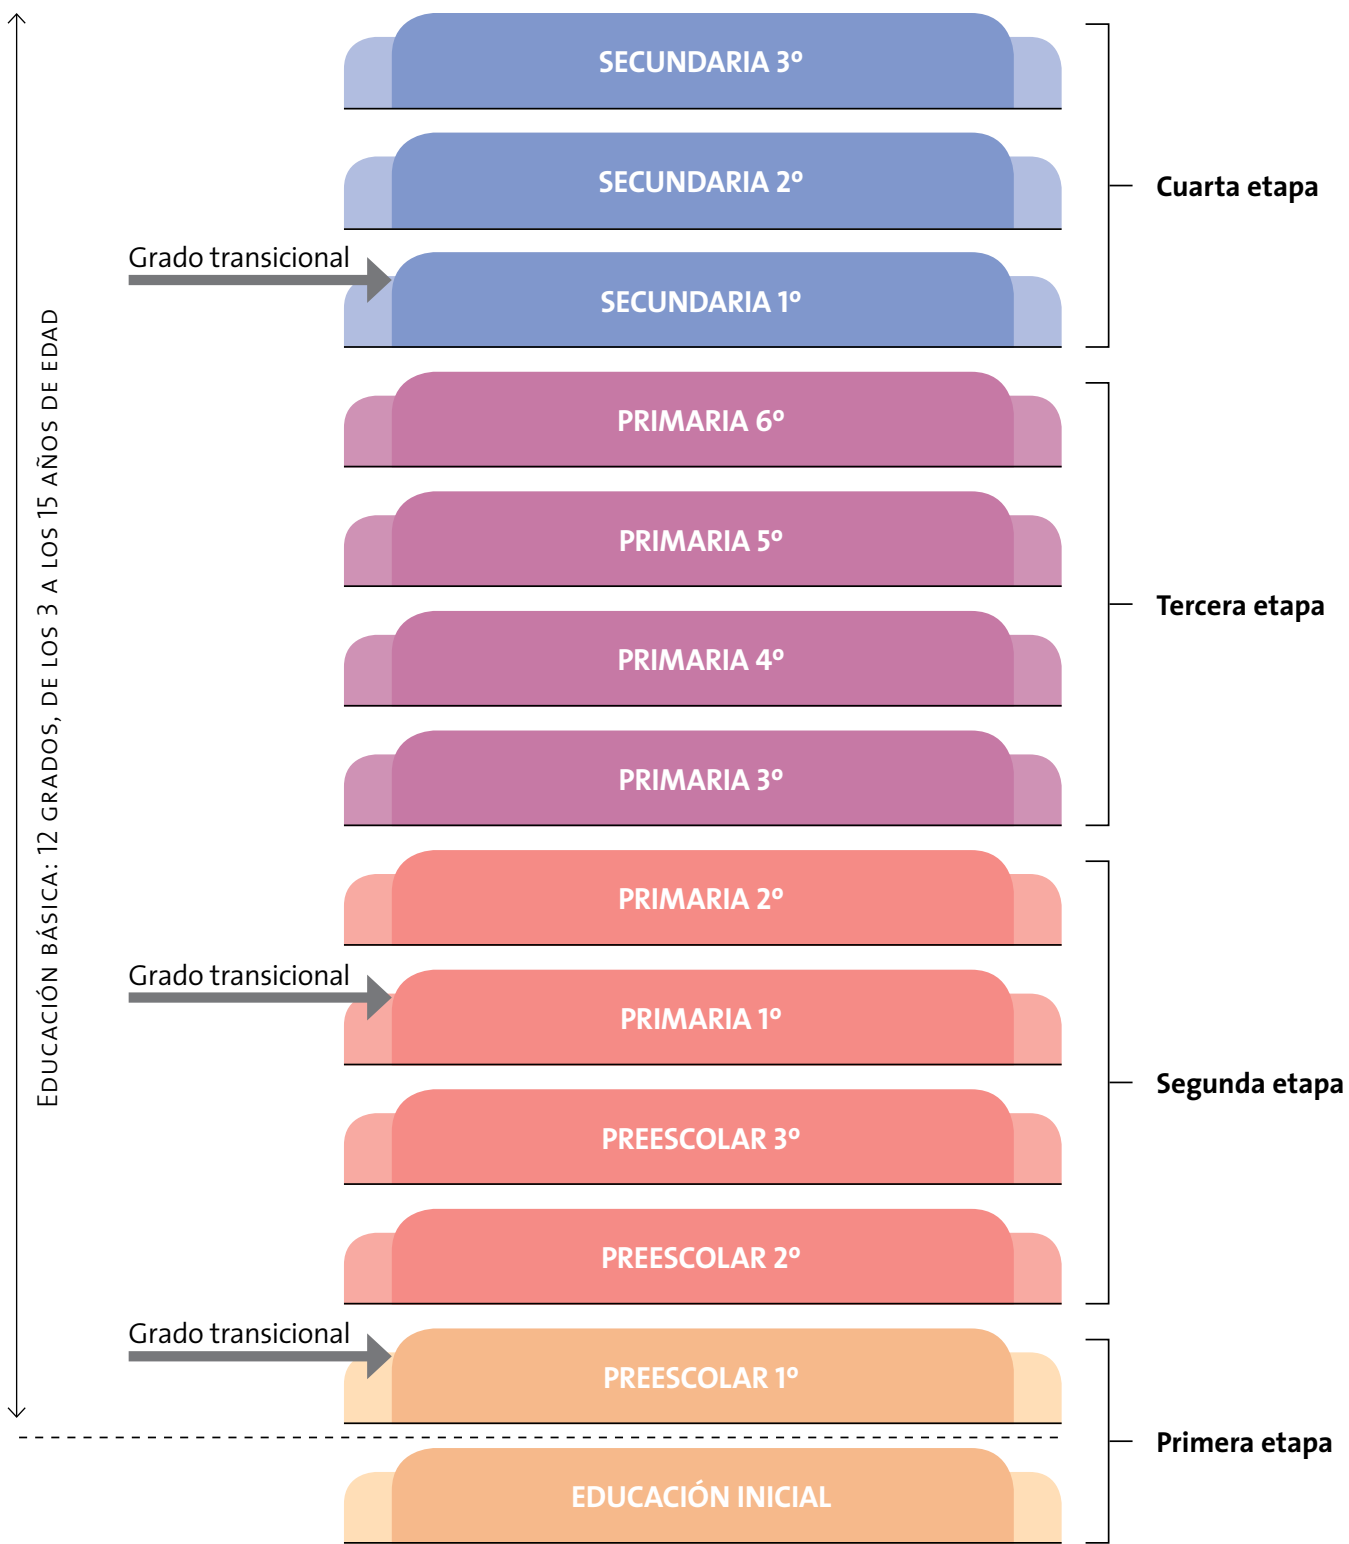 SECUNDARIA 3º
SECUNDARIA 2º
Cuarta etapa
Grado transicional
SECUNDARIA 1º
PRIMARIA 6º
PRIMARIA 5º
Tercera etapa
PRIMARIA 4º
PRIMARIA 3º
EDUCACIÓN BÁSICA: 12 GRADOS, DE LOS 3 A LOS 15 AÑOS DE EDAD
PRIMARIA 2º
Grado transicional
PRIMARIA 1º
Segunda etapa
PREESCOLAR 3º
PREESCOLAR 2º
Grado transicional
PREESCOLAR 1º
Primera etapa
EDUCACIÓN INICIAL